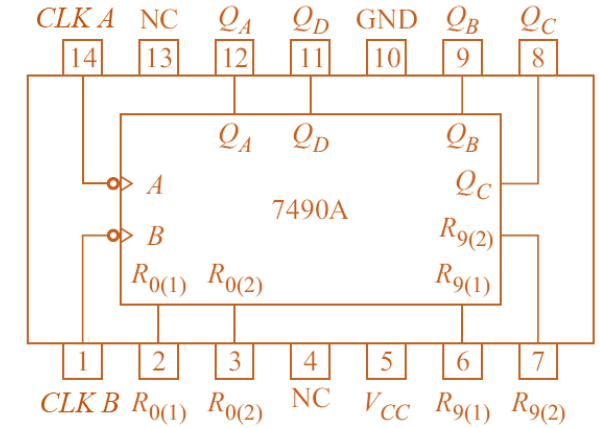 CLK A NC Q_A Q_D GND Q_B Q_C
14 13 12 11 10 9 8
Q_A Q_D Q_B
A Q_C
7490A
B R_9(2)
R_0(1) R_0(2) R_9(1)
1 2 3 4 5 6 7
CLK B R_0(1) R_0(2) NC V_CC R_9(1) R_9(2)